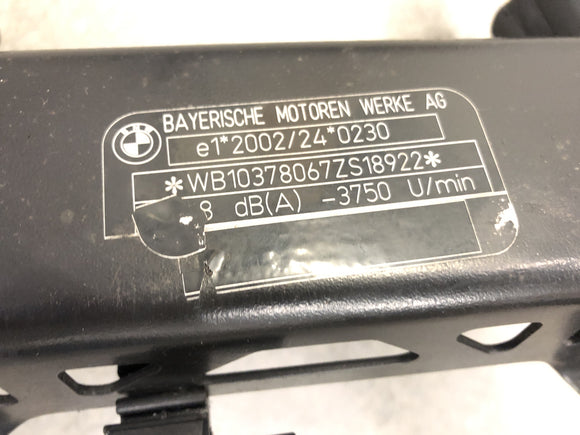 BAYERISCHE MOTOREN WERKE AG
e1*2002/24*0230
*WB10378067ZS18922*
8 dB(A) -3750 U/min